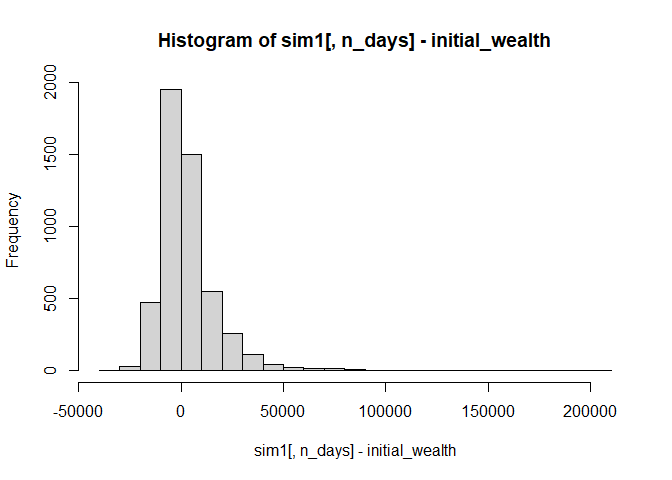 Histogram of sim1[, n_days] - initial_wealth
Frequency
2000
1500
1000
500
0
-50000 0 50000 100000 150000 200000
sim1[, n_days] - initial_wealth